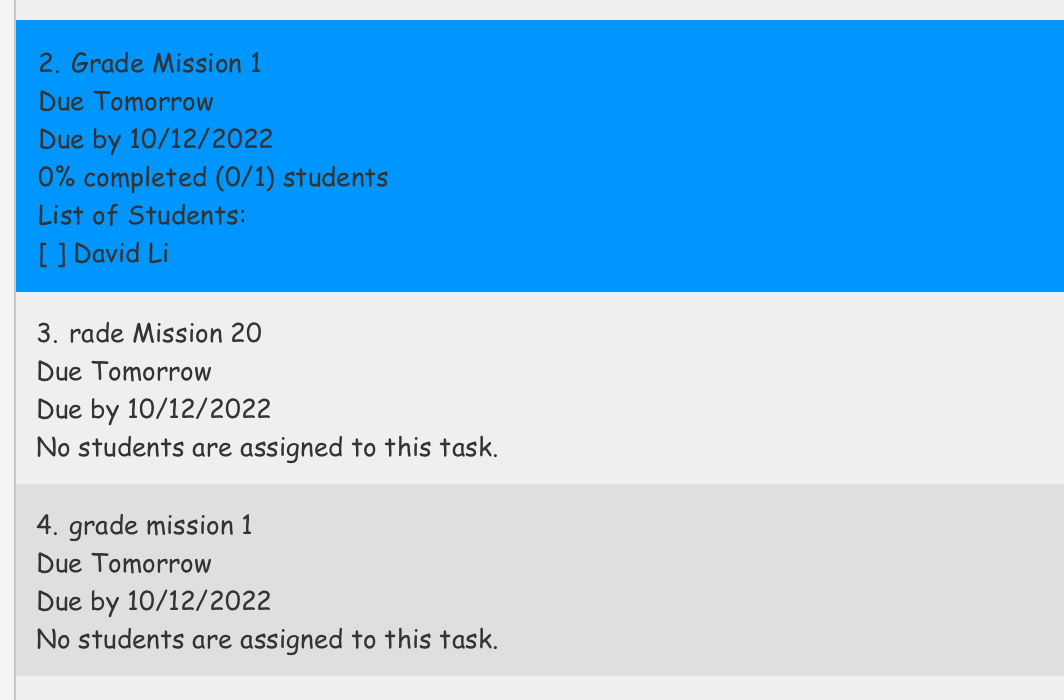 2. Grade Mission 1
Due Tomorrow
Due by 10/12/2022
0% completed (0/1) students
List of Students:
[ ] David Li
3. rade Mission 20
Due Tomorrow
Due by 10/12/2022
No students are assigned to this task.
4. grade mission 1
Due Tomorrow
Due by 10/12/2022
No students are assigned to this task.